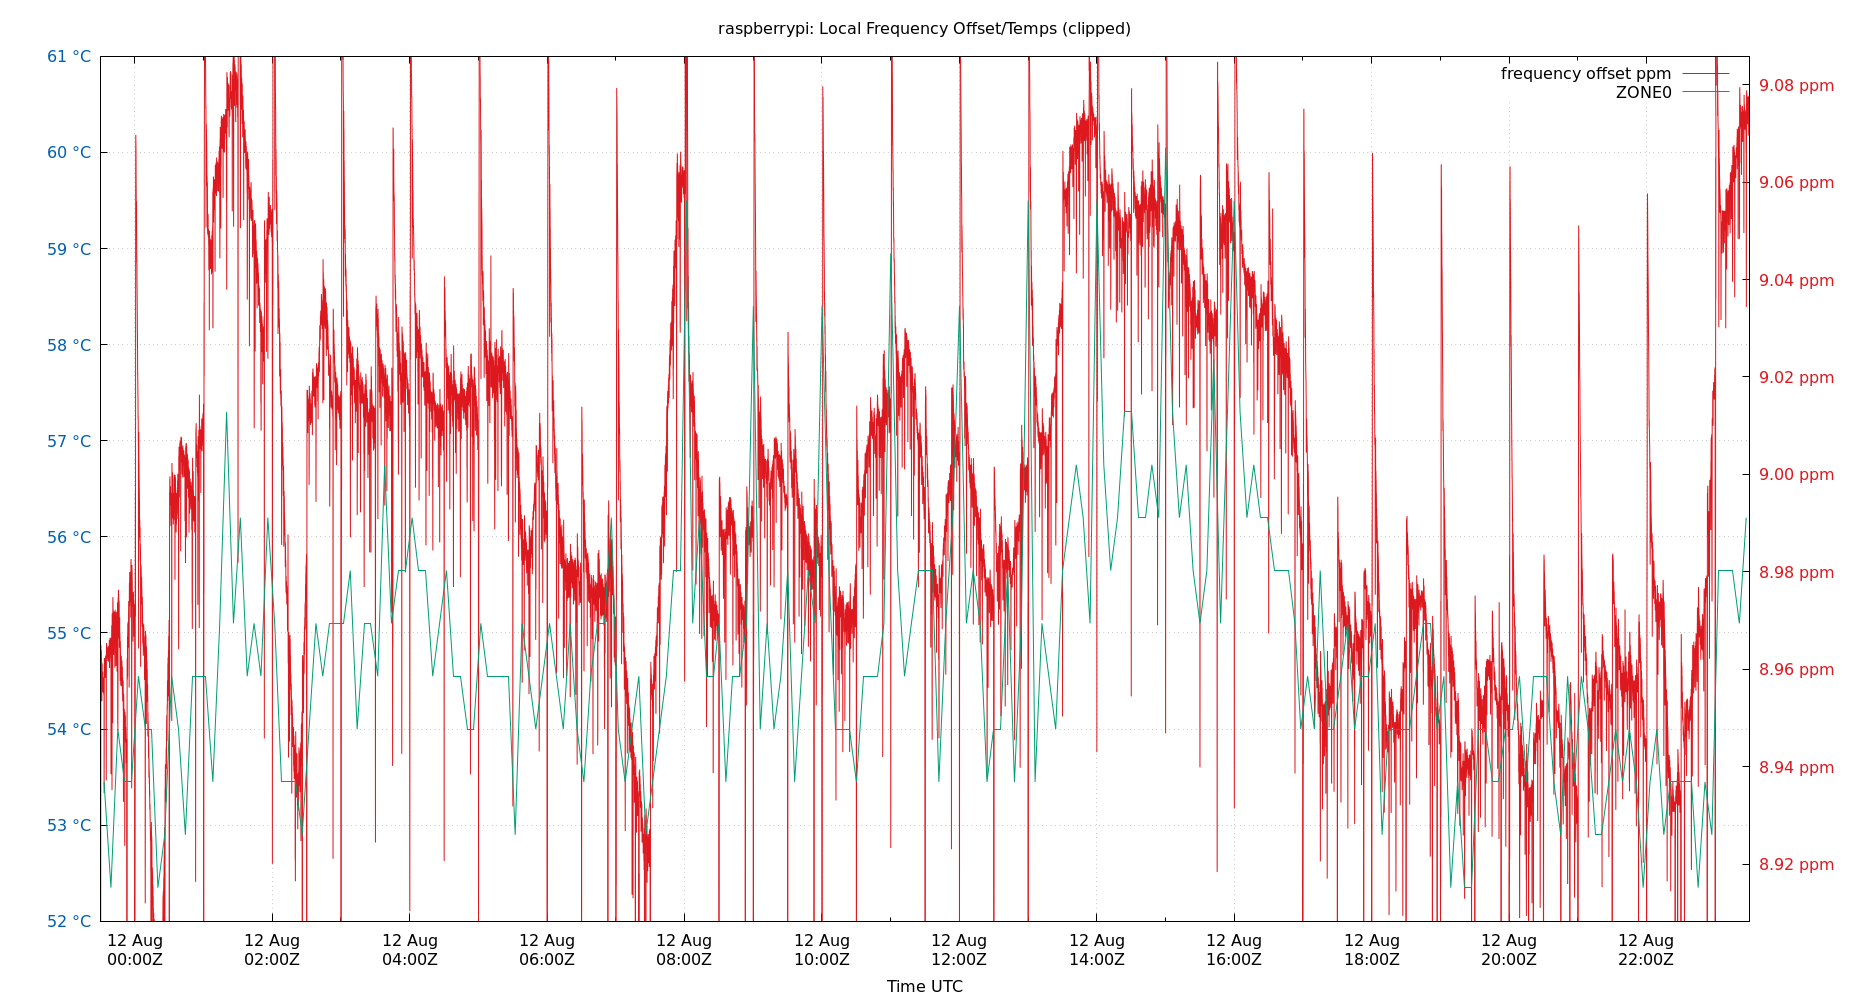 raspberrypi: Local Frequency Offset/Temps (clipped)
61 °C
60 °C
59 °C
58 °C
57 °C
56 °C
55 °C
54 °C
53 °C
52 °C
frequency offset ppm
ZONE0
9.08 ppm
9.06 ppm
9.04 ppm
9.02 ppm
9.00 ppm
8.98 ppm
8.96 ppm
8.94 ppm
8.92 ppm
12 Aug 12 Aug 12 Aug 12 Aug 12 Aug 12 Aug 12 Aug 12 Aug 12 Aug 12 Aug 12 Aug 12 Aug
00:00Z 02:00Z 04:00Z 06:00Z 08:00Z 10:00Z 12:00Z 14:00Z 16:00Z 18:00Z 20:00Z 22:00Z
Time UTC